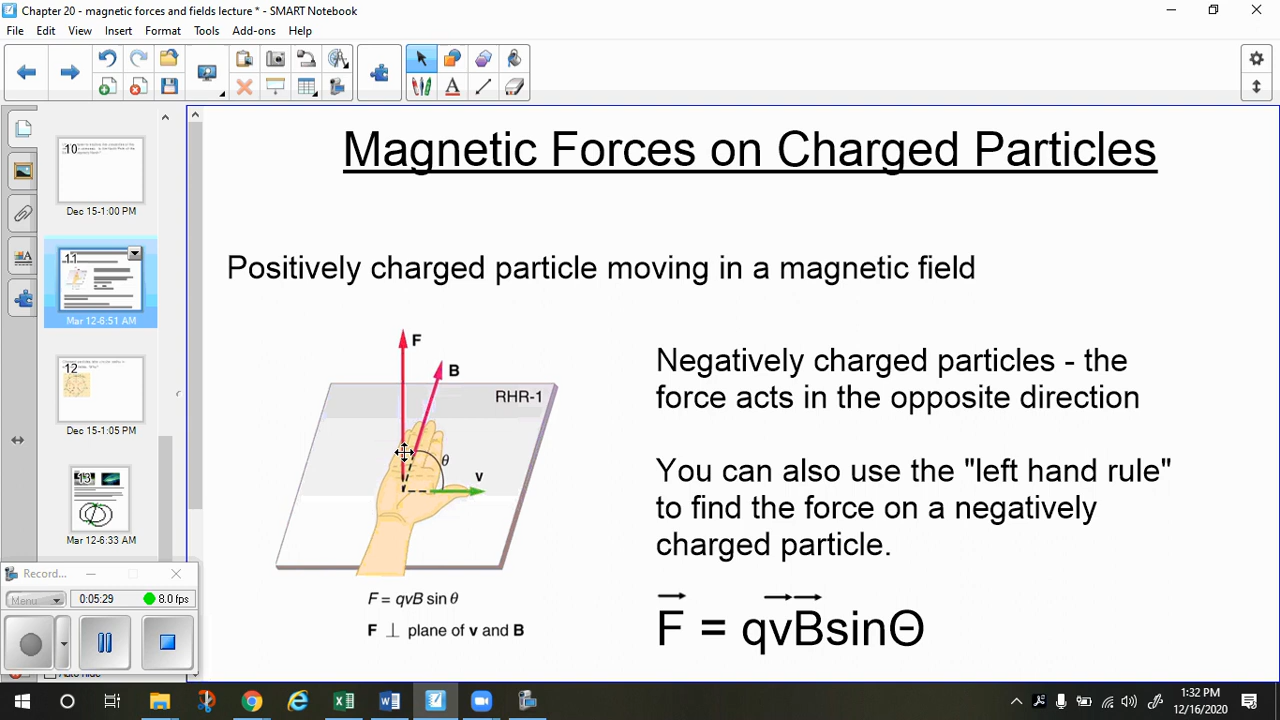 Chapter 20 - magnetic forces and fields lecture * - SMART Notebook
File Edit View Insert Format Tools Add-ons Help
10
Dec 15-1:00 PM
11
Mar 12-6:51 AM
12
Dec 15-1:05 PM
13
Mar 12-6:33 AM
Magnetic Forces on Charged Particles
Positively charged particle moving in a magnetic field
F
B
RHR-1
θ
v
F = qvB sin θ
F ⊥ plane of v and B
Negatively charged particles - the
force acts in the opposite direction
You can also use the "left hand rule"
to find the force on a negatively
charged particle.
F = qvBsinΘ
Record...
Menu 0:05:29 8.0 fps
1:32 PM
12/16/2020